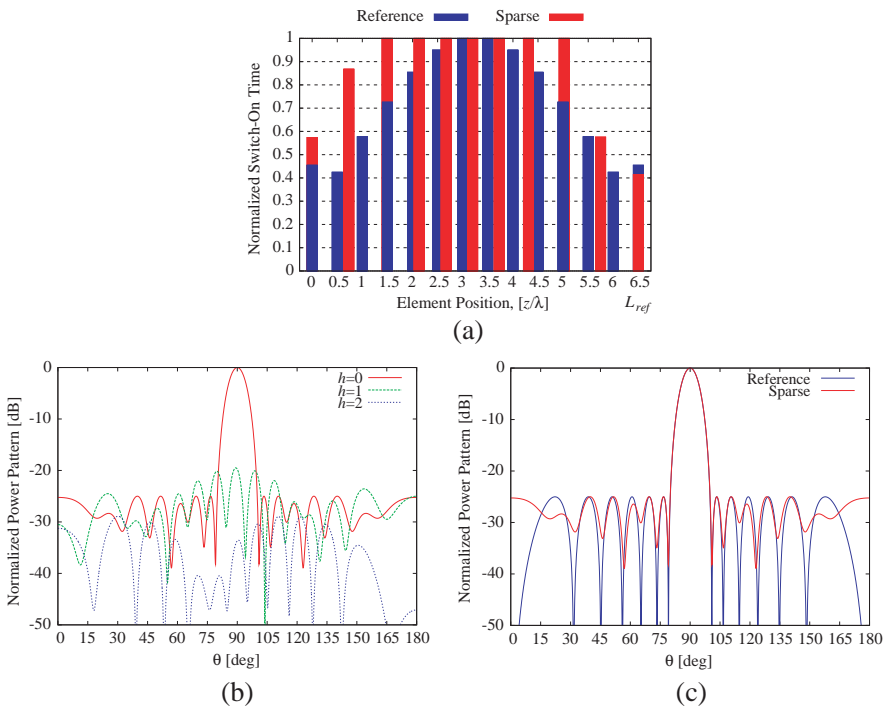 Reference Sparse
Normalized Switch-On Time
1
0.9
0.8
0.7
0.6
0.5
0.4
0.3
0.2
0.1
0
0 0.5 1 1.5 2 2.5 3 3.5 4 4.5 5 5.5 6 6.5
Element Position, [z/λ]
L_ref
(a)
Normalized Power Pattern [dB]
0
-10
-20
-30
-40
-50
h=0
h=1
h=2
0 15 30 45 60 75 90 105 120 135 150 165 180
θ [deg]
(b)
Normalized Power Pattern [dB]
0
-10
-20
-30
-40
-50
Reference
Sparse
0 15 30 45 60 75 90 105 120 135 150 165 180
θ [deg]
(c)